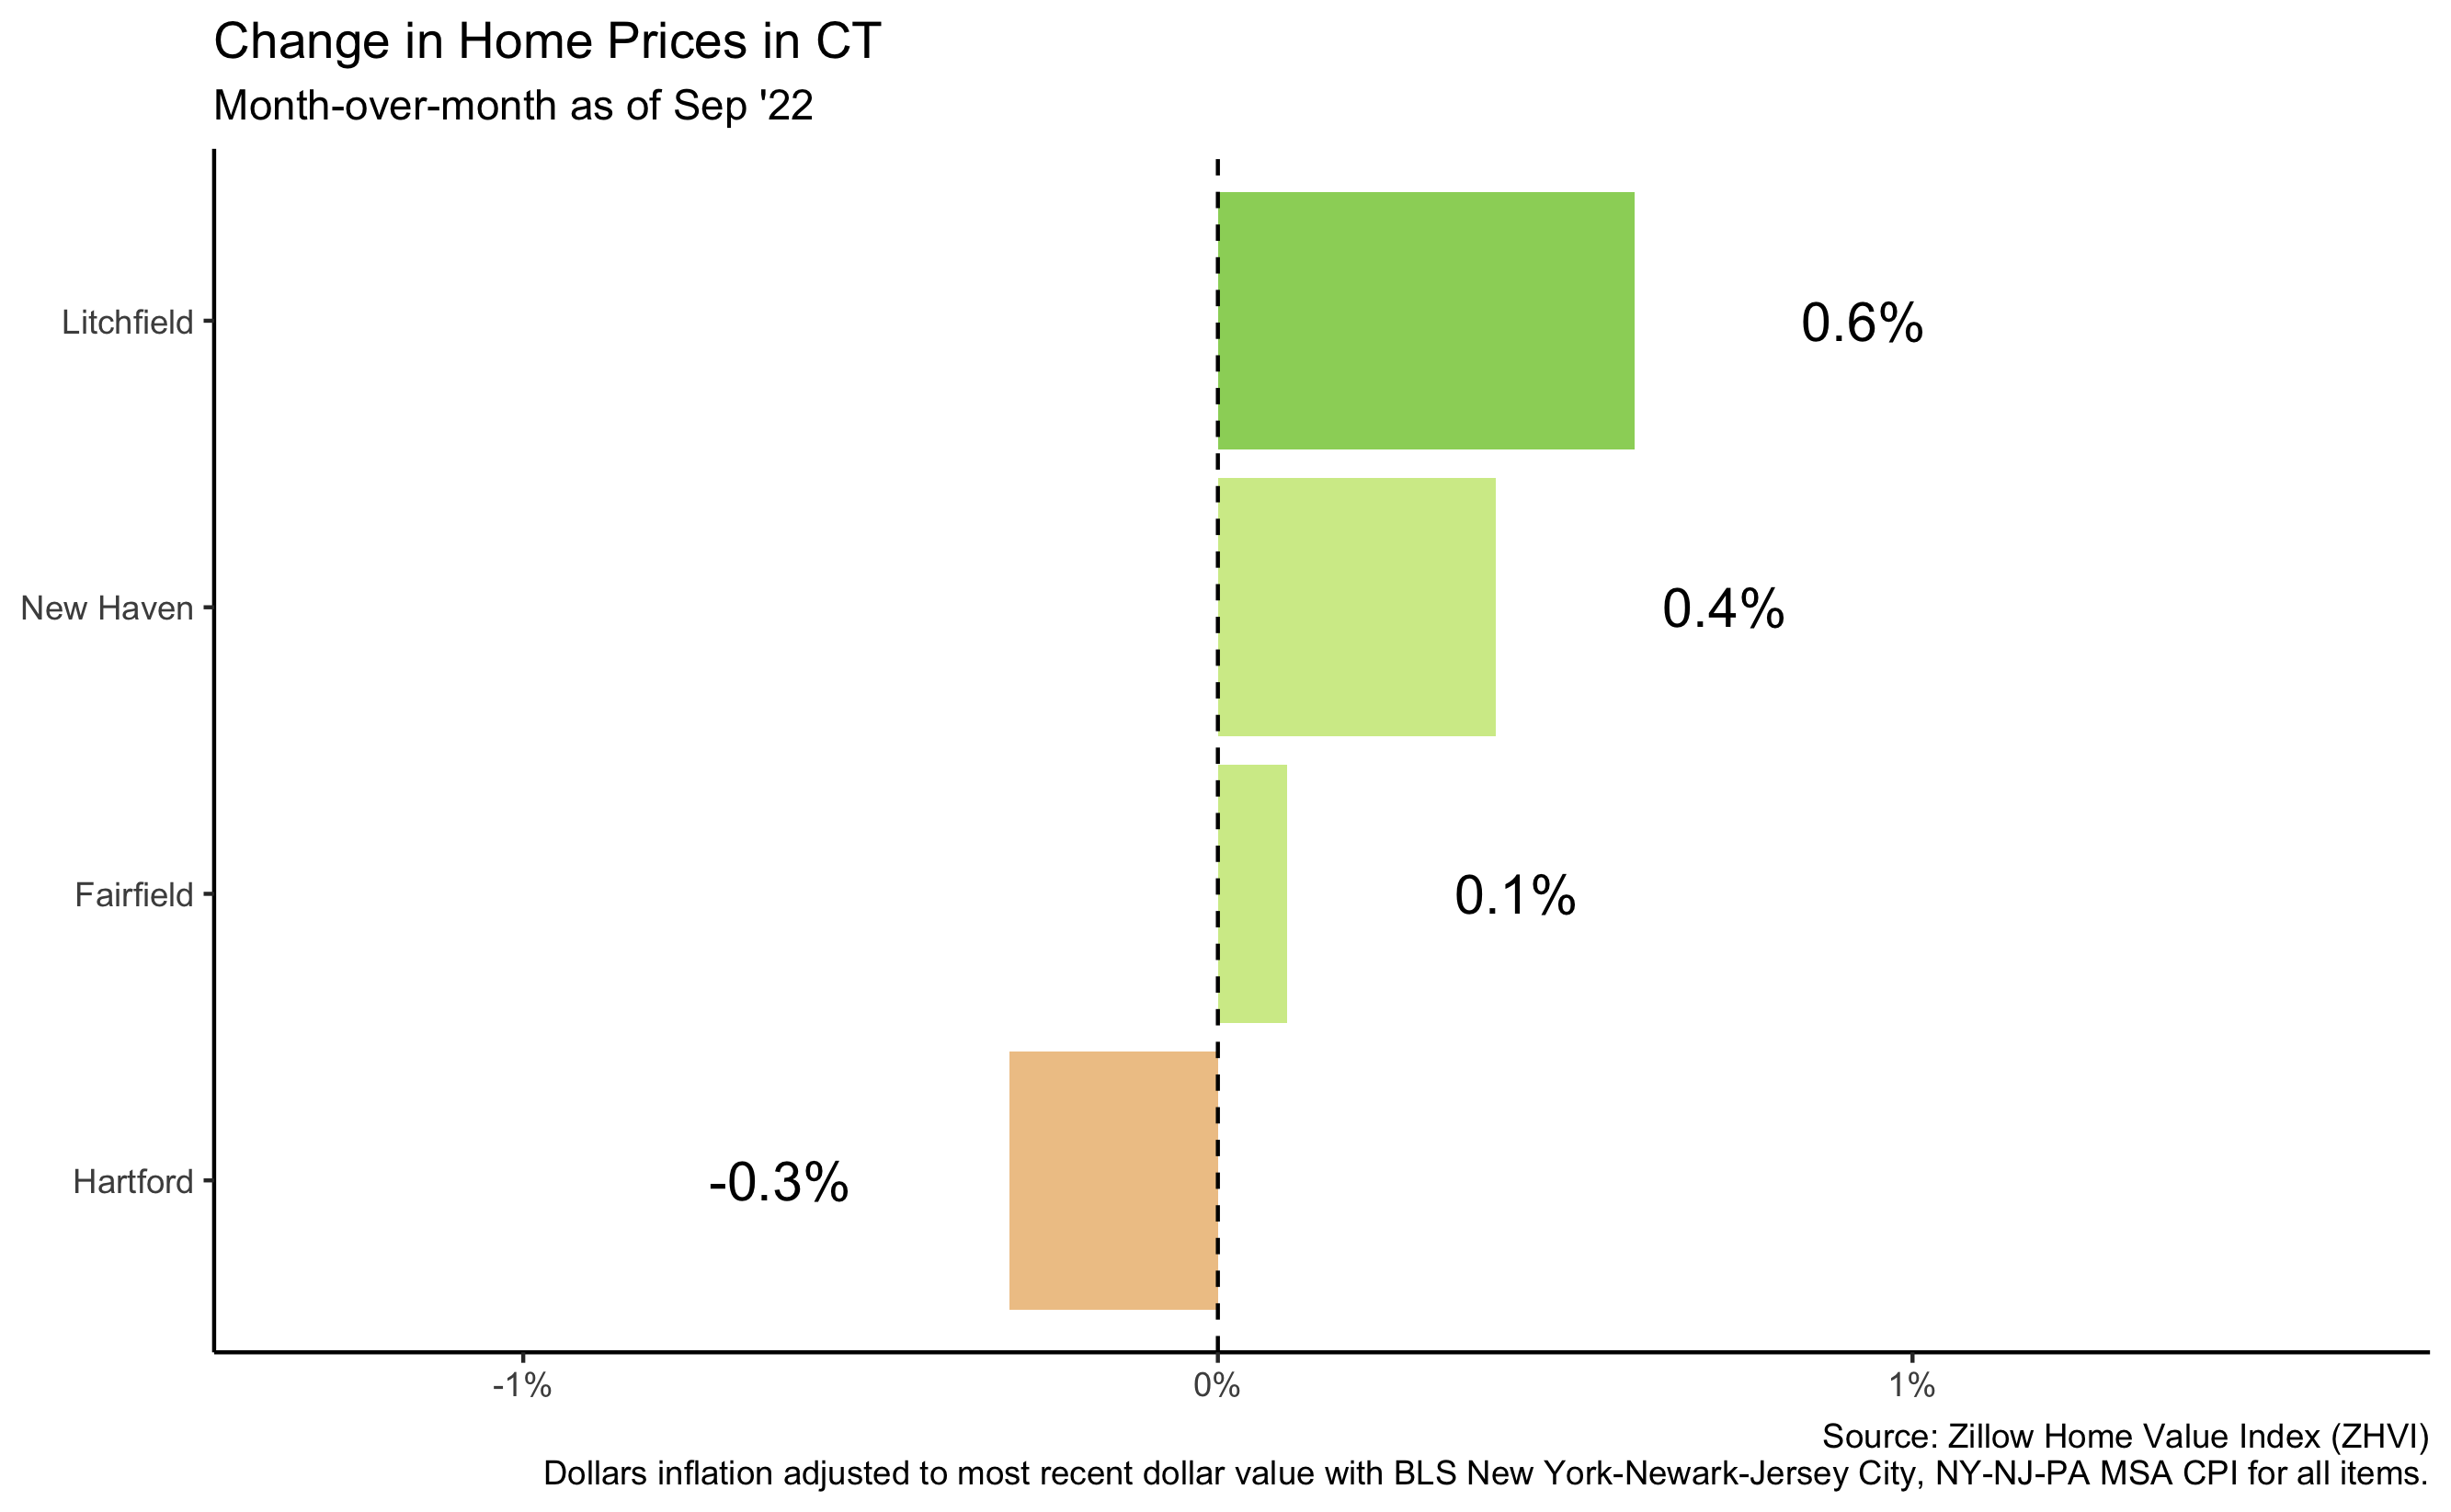 Change in Home Prices in CT
Month-over-month as of Sep '22
Litchfield
0.6%
New Haven
0.4%
Fairfield
0.1%
Hartford
-0.3%
-1%
0%
1%
Source: Zillow Home Value Index (ZHVI)
Dollars inflation adjusted to most recent dollar value with BLS New York-Newark-Jersey City, NY-NJ-PA MSA CPI for all items.